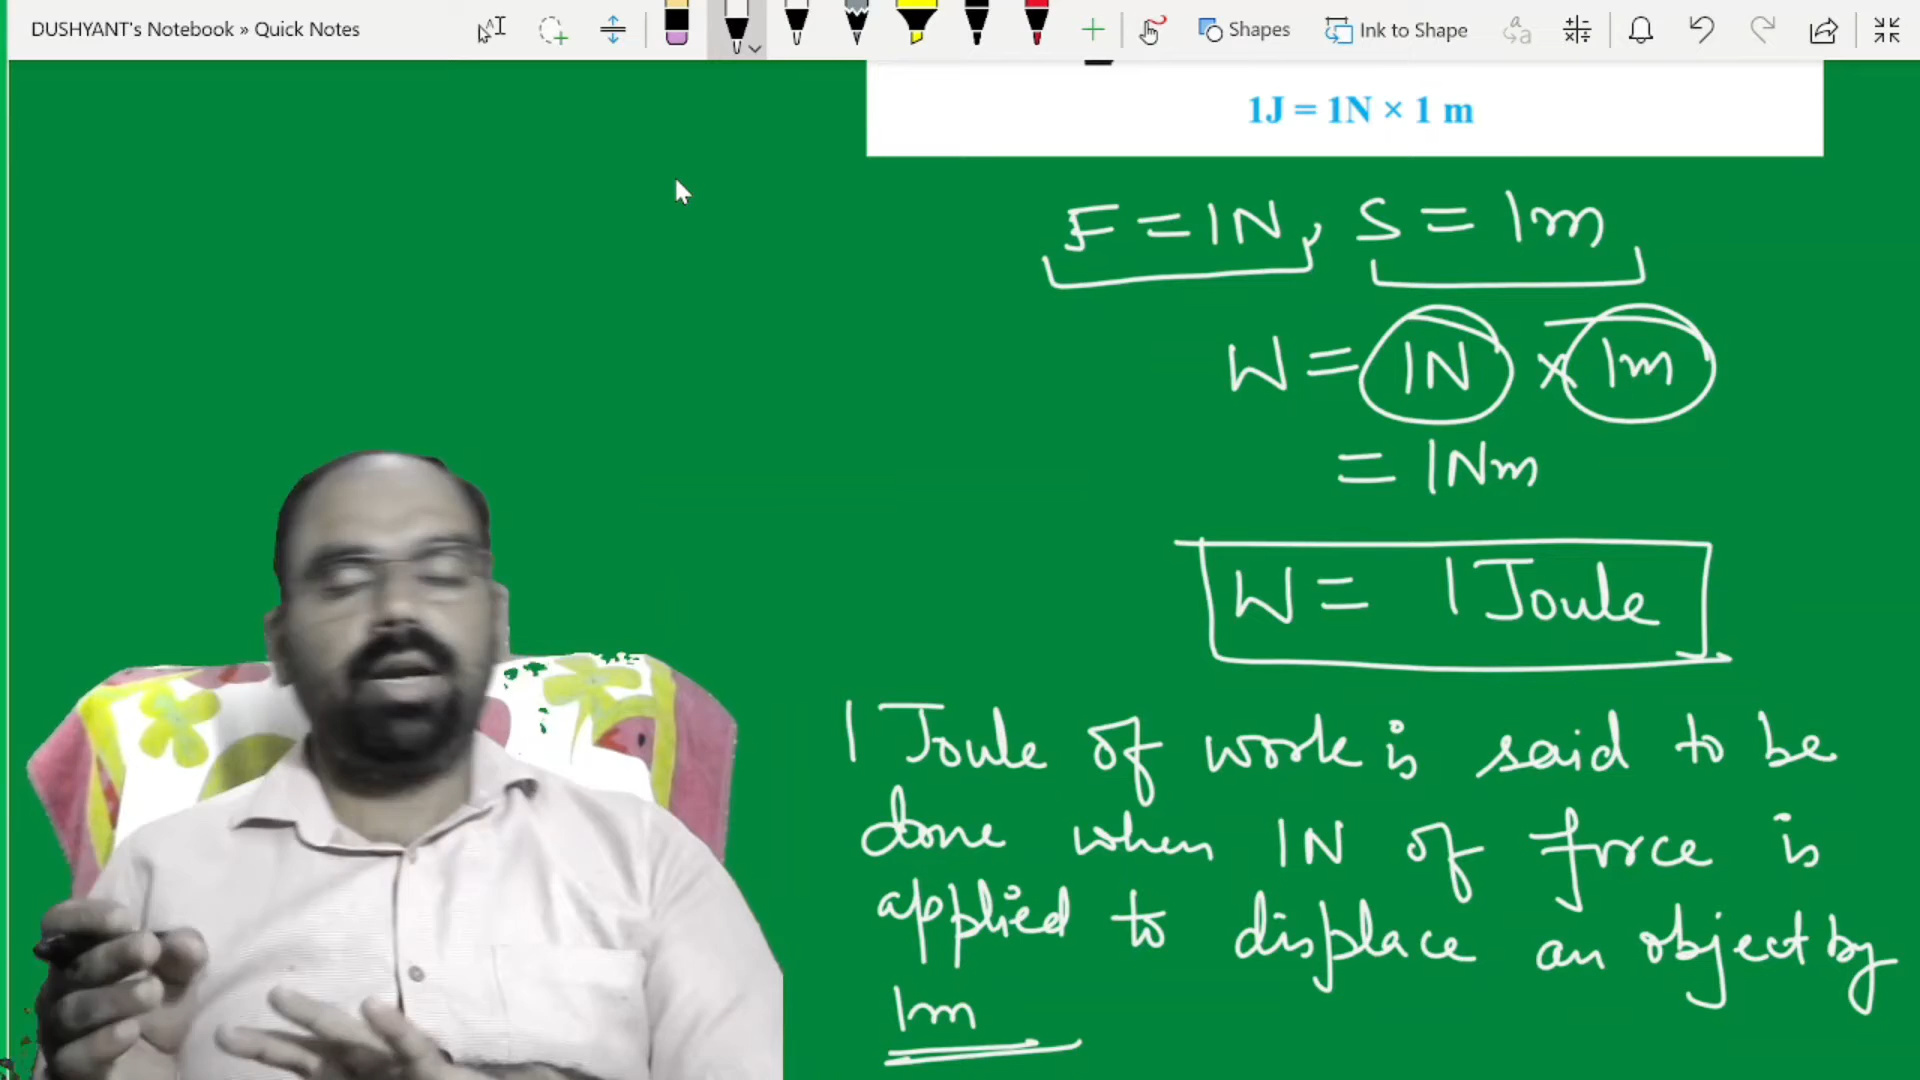 DUSHYANT's Notebook » Quick Notes
Shapes
Ink to Shape
1J = 1N × 1 m
F = 1N, S = 1m
W = 1N × 1m
= 1Nm
W = 1 Joule
1 Joule of work is said to be
done when 1N of force is
applied to displace an object by
1m